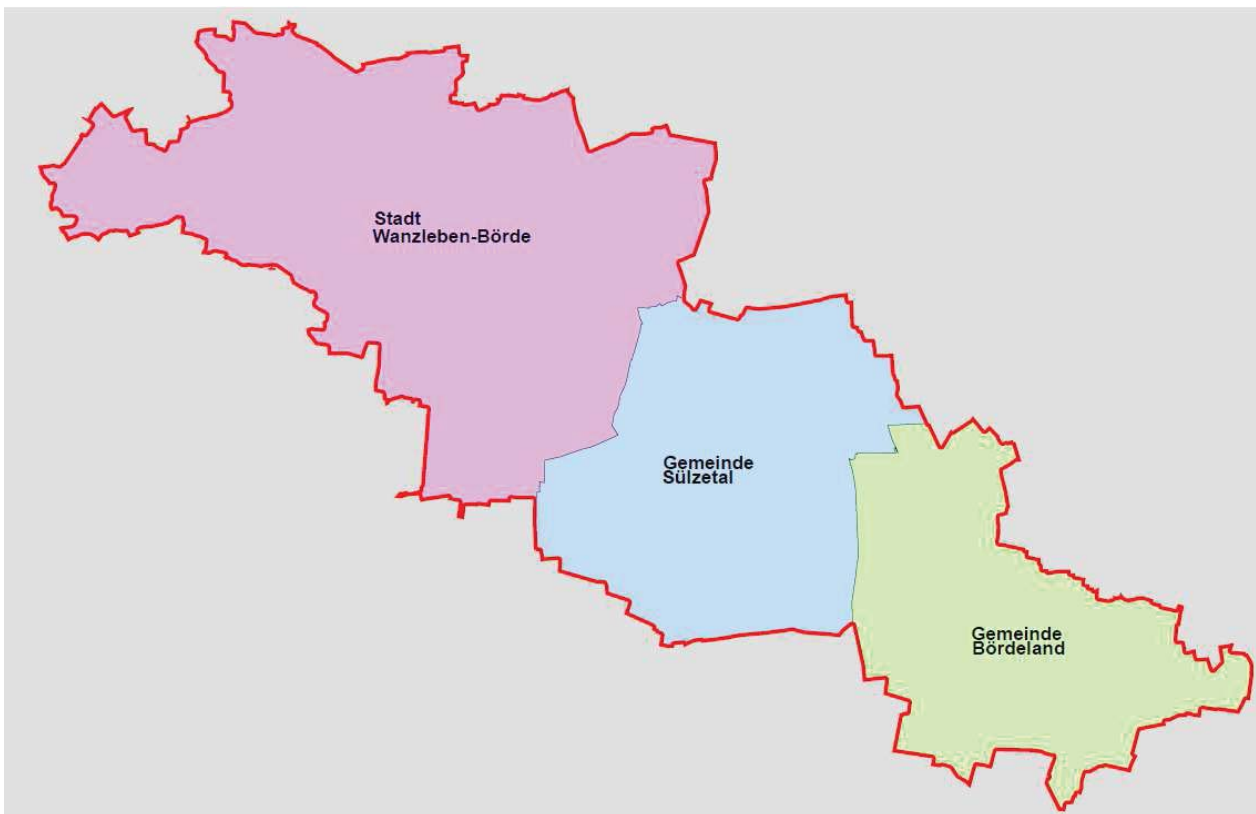 Stadt
Wanzleben-Börde
Gemeinde
Sülzetal
Gemeinde
Bördeland